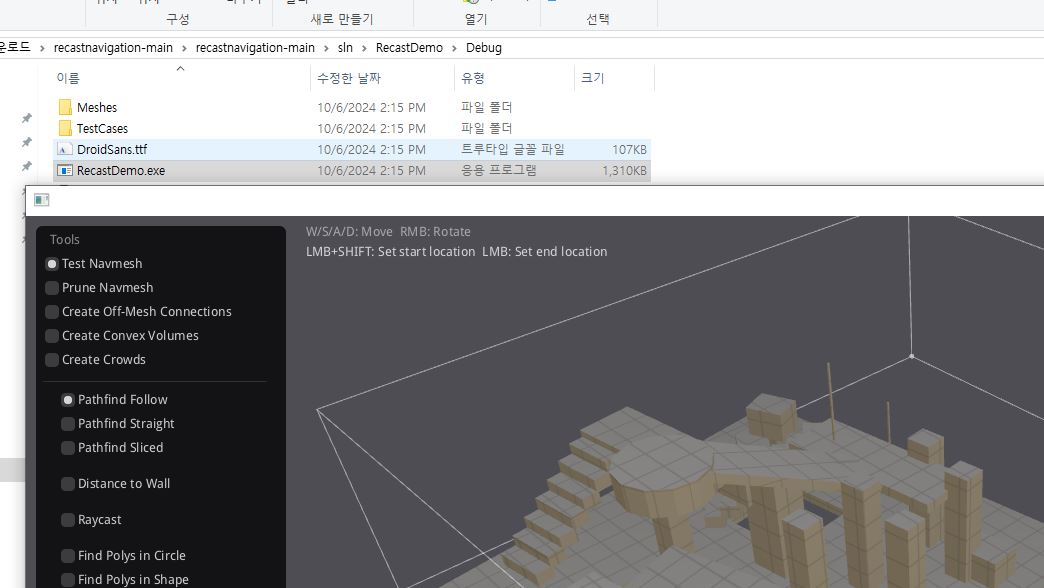 구성
새로 만들기
열기
선택
운로드 › recastnavigation-main › recastnavigation-main › sln › RecastDemo › Debug
이름 수정한 날짜 유형 크기
Meshes 10/6/2024 2:15 PM 파일 폴더
TestCases 10/6/2024 2:15 PM 파일 폴더
DroidSans.ttf 10/6/2024 2:15 PM 트루타입 글꼴 파일 107KB
RecastDemo.exe 10/6/2024 2:15 PM 응용 프로그램 1,310KB
Tools
Test Navmesh
Prune Navmesh
Create Off-Mesh Connections
Create Convex Volumes
Create Crowds
Pathfind Follow
Pathfind Straight
Pathfind Sliced
Distance to Wall
Raycast
Find Polys in Circle
Find Polys in Shape
W/S/A/D: Move RMB: Rotate
LMB+SHIFT: Set start location LMB: Set end location